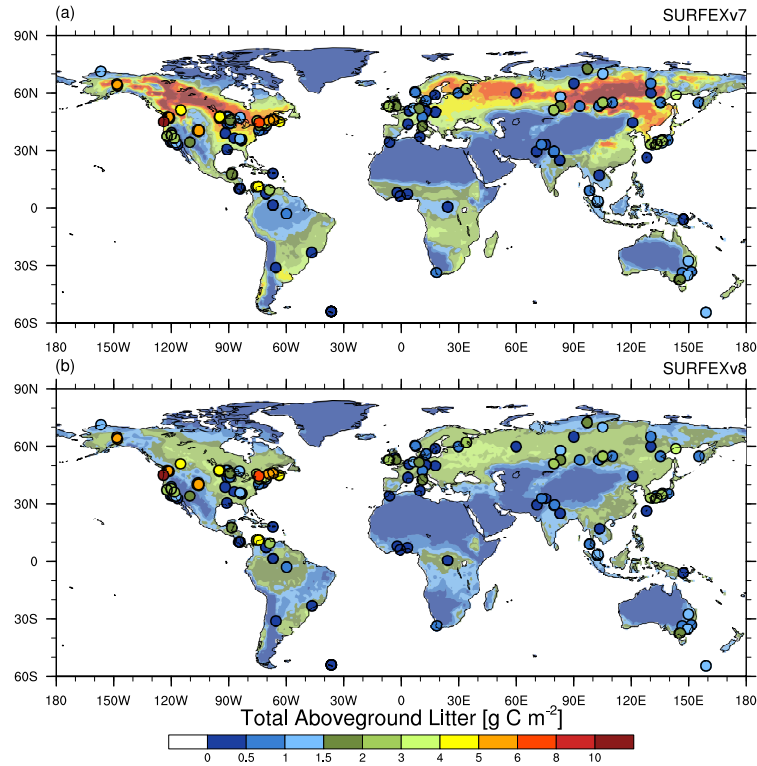 (a) SURFEXv7
90N
60N
30N
0
30S
60S
180 150W 120W 90W 60W 30W 0 30E 60E 90E 120E 150E 180
(b) SURFEXv8
90N
60N
30N
0
30S
60S
180 150W 120W 90W 60W 30W 0 30E 60E 90E 120E 150E 180
Total Aboveground Litter [g C m-2]
0 0.5 1 1.5 2 3 4 5 6 8 10